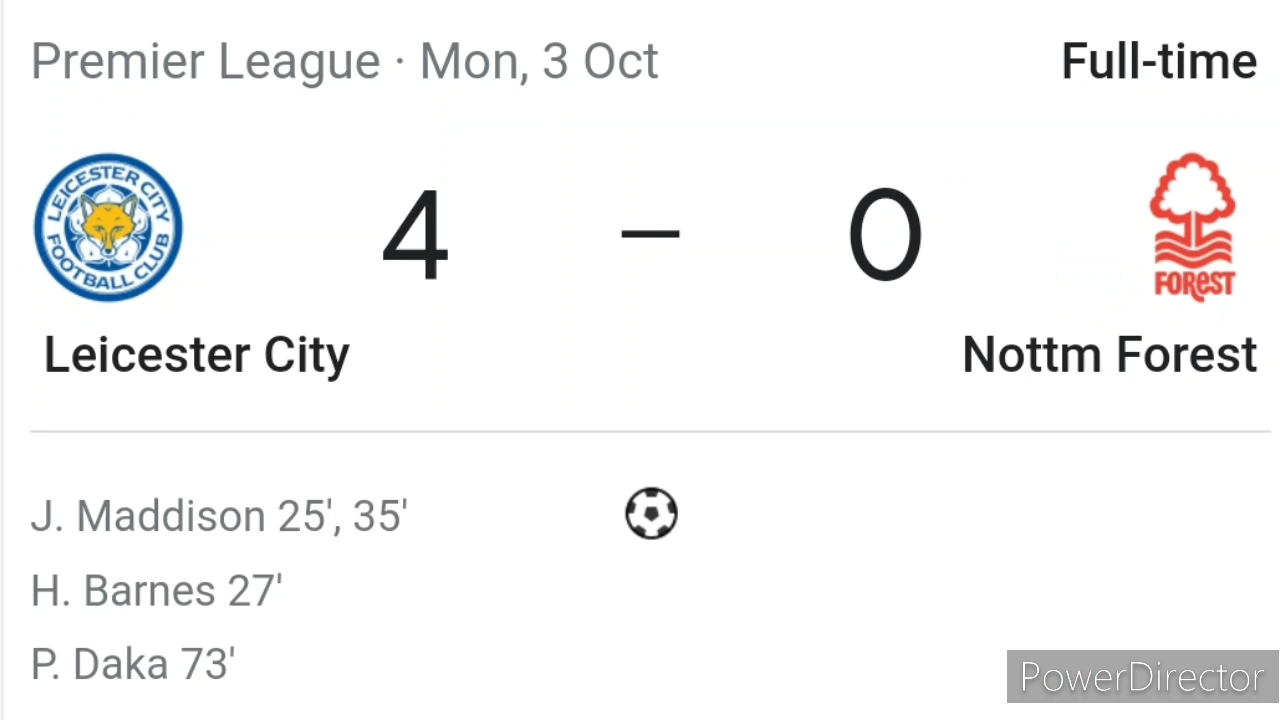 Premier League · Mon, 3 Oct
Full-time
LEICESTER CITY
FOOTBALL CLUB
4 – 0
FOREST
Leicester City
Nottm Forest
J. Maddison 25', 35'
H. Barnes 27'
P. Daka 73'
PowerDirector